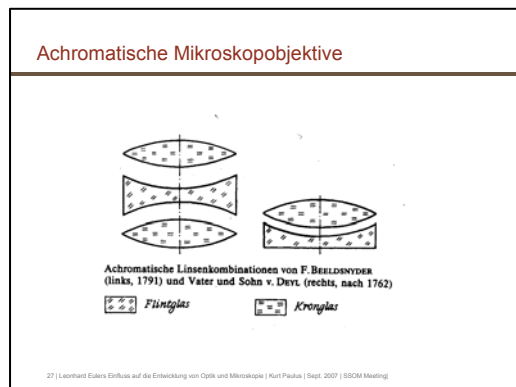 Achromatische Mikroskopobjektive
Achromatische Linsenkombinationen von F. BEELDSNYDER
(links, 1791) und Vater und Sohn v. DEYL (rechts, nach 1762)
Flintglas
Kronglas
27 | Leonhard Eulers Einfluss auf die Entwicklung von Optik und Mikroskopie | Kurt Paulus | Sept. 2007 | SSOM Meeting|